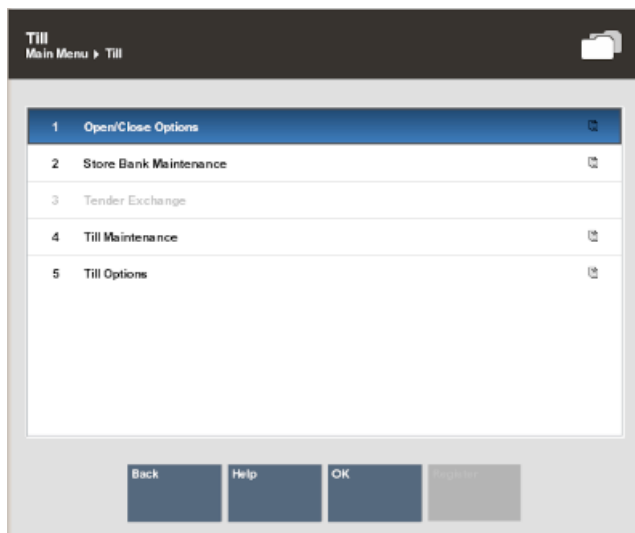 Till
Main Menu ▸ Till
1 Open/Close Options
2 Store Bank Maintenance
3 Tender Exchange
4 Till Maintenance
5 Till Options
Back Help OK Register